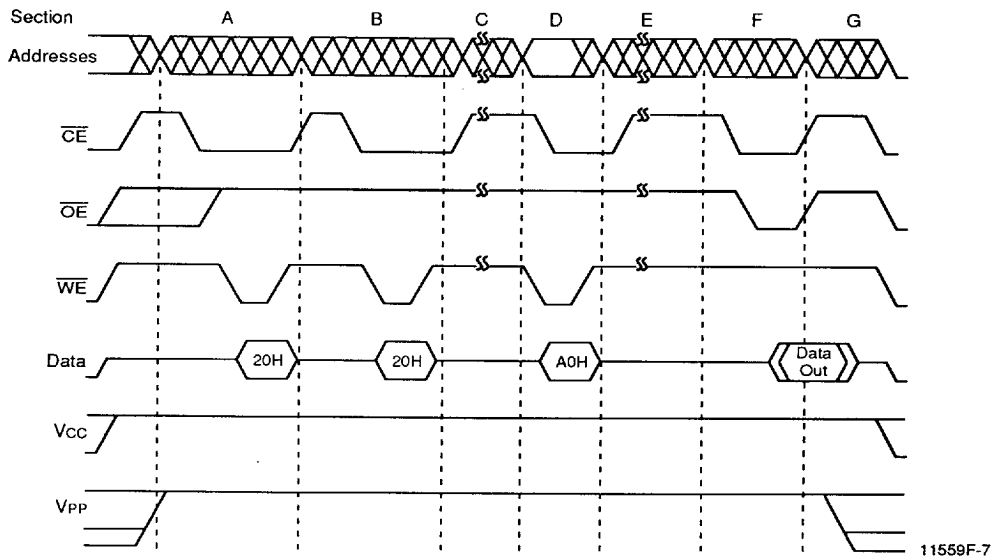 Section A B C D E F G
Addresses
CE
OE
WE
Data 20H 20H A0H Data Out
Vcc
VPP
11559F-7